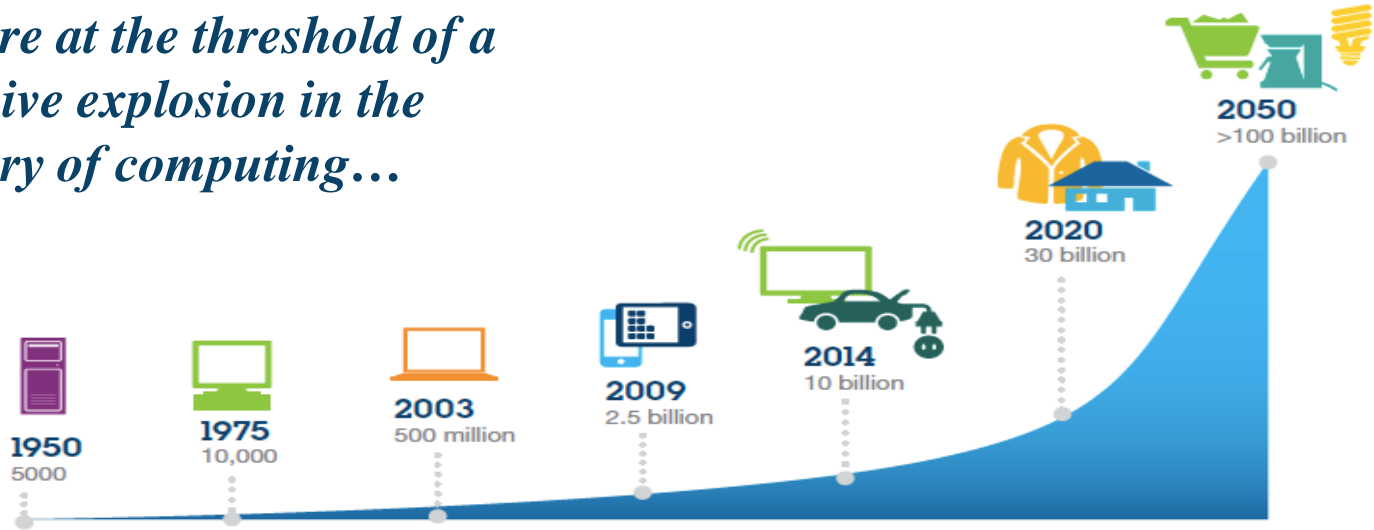 re at the threshold of a
ive explosion in the
ry of computing…
1950
5000
1975
10,000
2003
500 million
2009
2.5 billion
2014
10 billion
2020
30 billion
2050
>100 billion